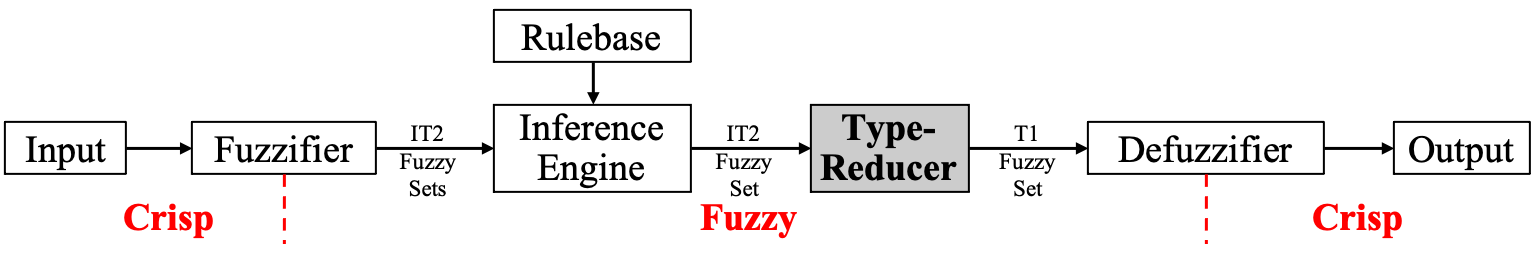 Rulebase
Input
Fuzzifier
IT2
Fuzzy
Sets
Inference
Engine
IT2
Fuzzy
Set
Type-
Reducer
T1
Fuzzy
Set
Defuzzifier
Output
Crisp
Fuzzy
Crisp